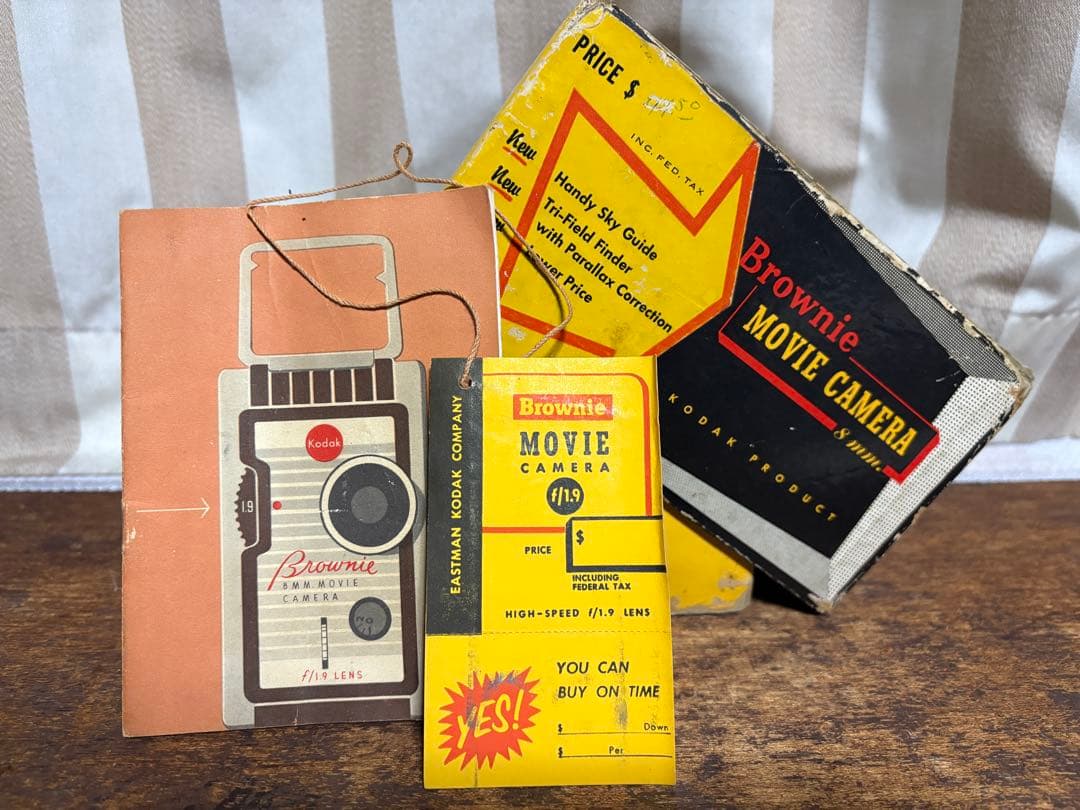 PRICE $
INC. FED. TAX
New
New
Handy Sky Guide
Tri-Field Finder
with Parallax Correction
Price
Brownie
MOVIE CAMERA
8 mm.
KODAK PRODUCT
Kodak
1.9
Brownie
8MM. MOVIE
CAMERA
f/1.9 LENS
EASTMAN KODAK COMPANY
Brownie
MOVIE
CAMERA
f/1.9
PRICE
$
INCLUDING
FEDERAL TAX
HIGH-SPEED f/1.9 LENS
YES!
YOU CAN
BUY ON TIME
$ Down
$ Per